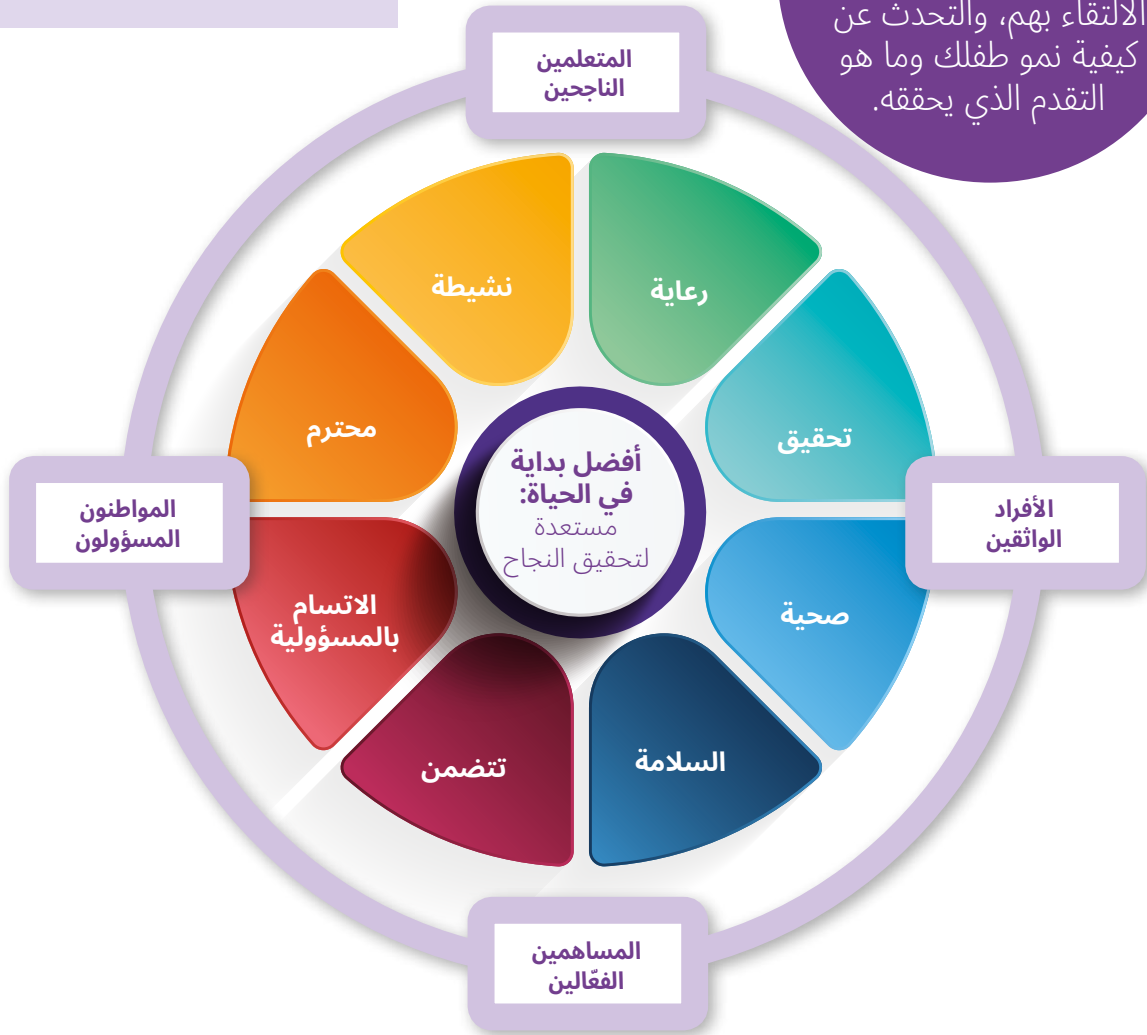 الالتقاء بهم، والتحدث عن
كيفية نمو طفلك وما هو
التقدم الذي يحققه.
المتعلمين
الناجحين
رعاية
نشيطة
تحقيق
محترم
أفضل بداية
في الحياة:
مستعدة
لتحقيق النجاح
الأفراد
الواثقين
المواطنون
المسؤولون
صحية
الاتسام
بالمسؤولية
السلامة
تتضمن
المساهمين
الفعّالين